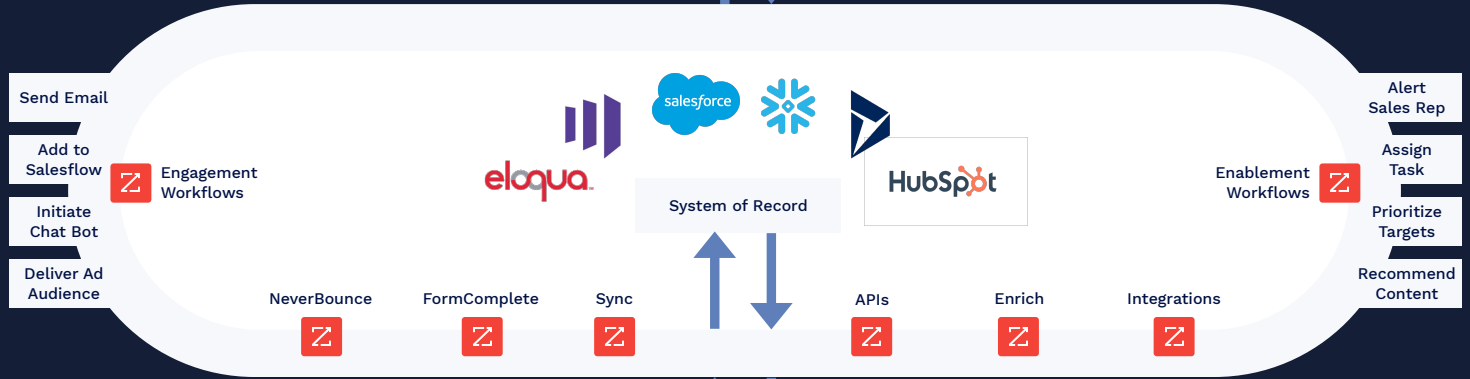 Send Email
Add to
Salesflow
Initiate
Chat Bot
Deliver Ad
Audience
Engagement
Workflows
eloqua
salesforce
HubSpot
System of Record
Enablement
Workflows
Alert
Sales Rep
Assign
Task
Prioritize
Targets
Recommend
Content
NeverBounce
FormComplete
Sync
APIs
Enrich
Integrations